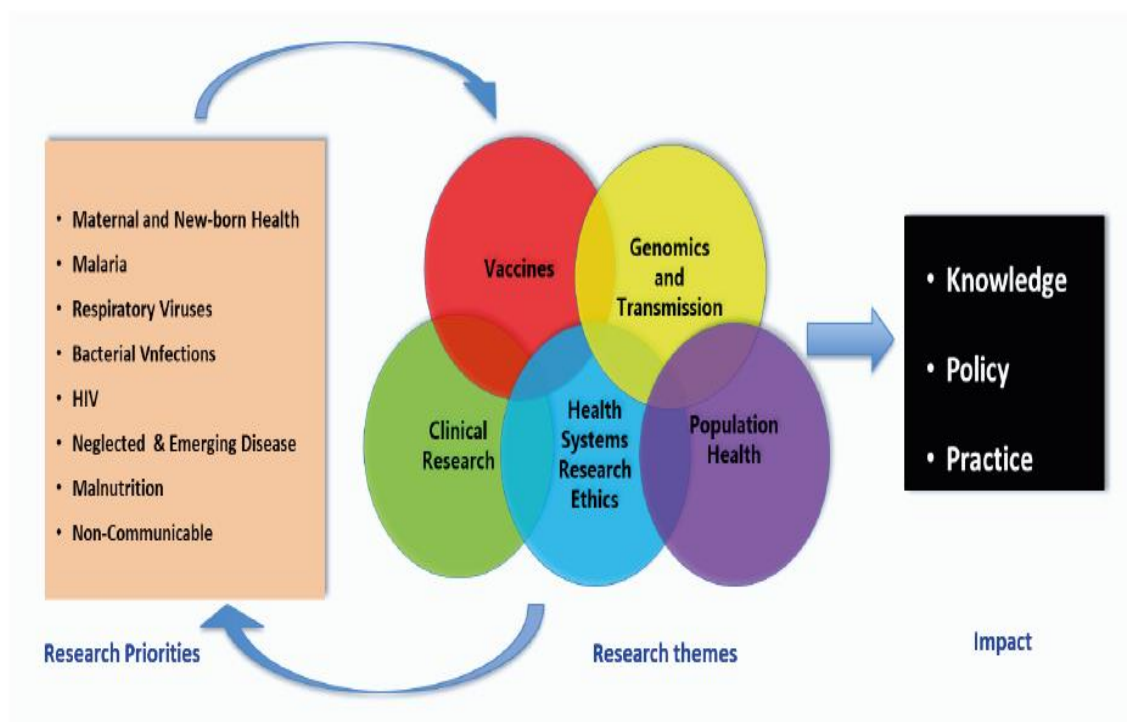 • Maternal and New-born Health
• Malaria
• Respiratory Viruses
• Bacterial Vnfections
• HIV
• Neglected & Emerging Disease
• Malnutrition
• Non-Communicable
Research Priorities
Vaccines
Genomics
and
Transmission
Clinical
Research
Health
Systems
Research
Ethics
Population
Health
Research themes
• Knowledge
• Policy
• Practice
Impact